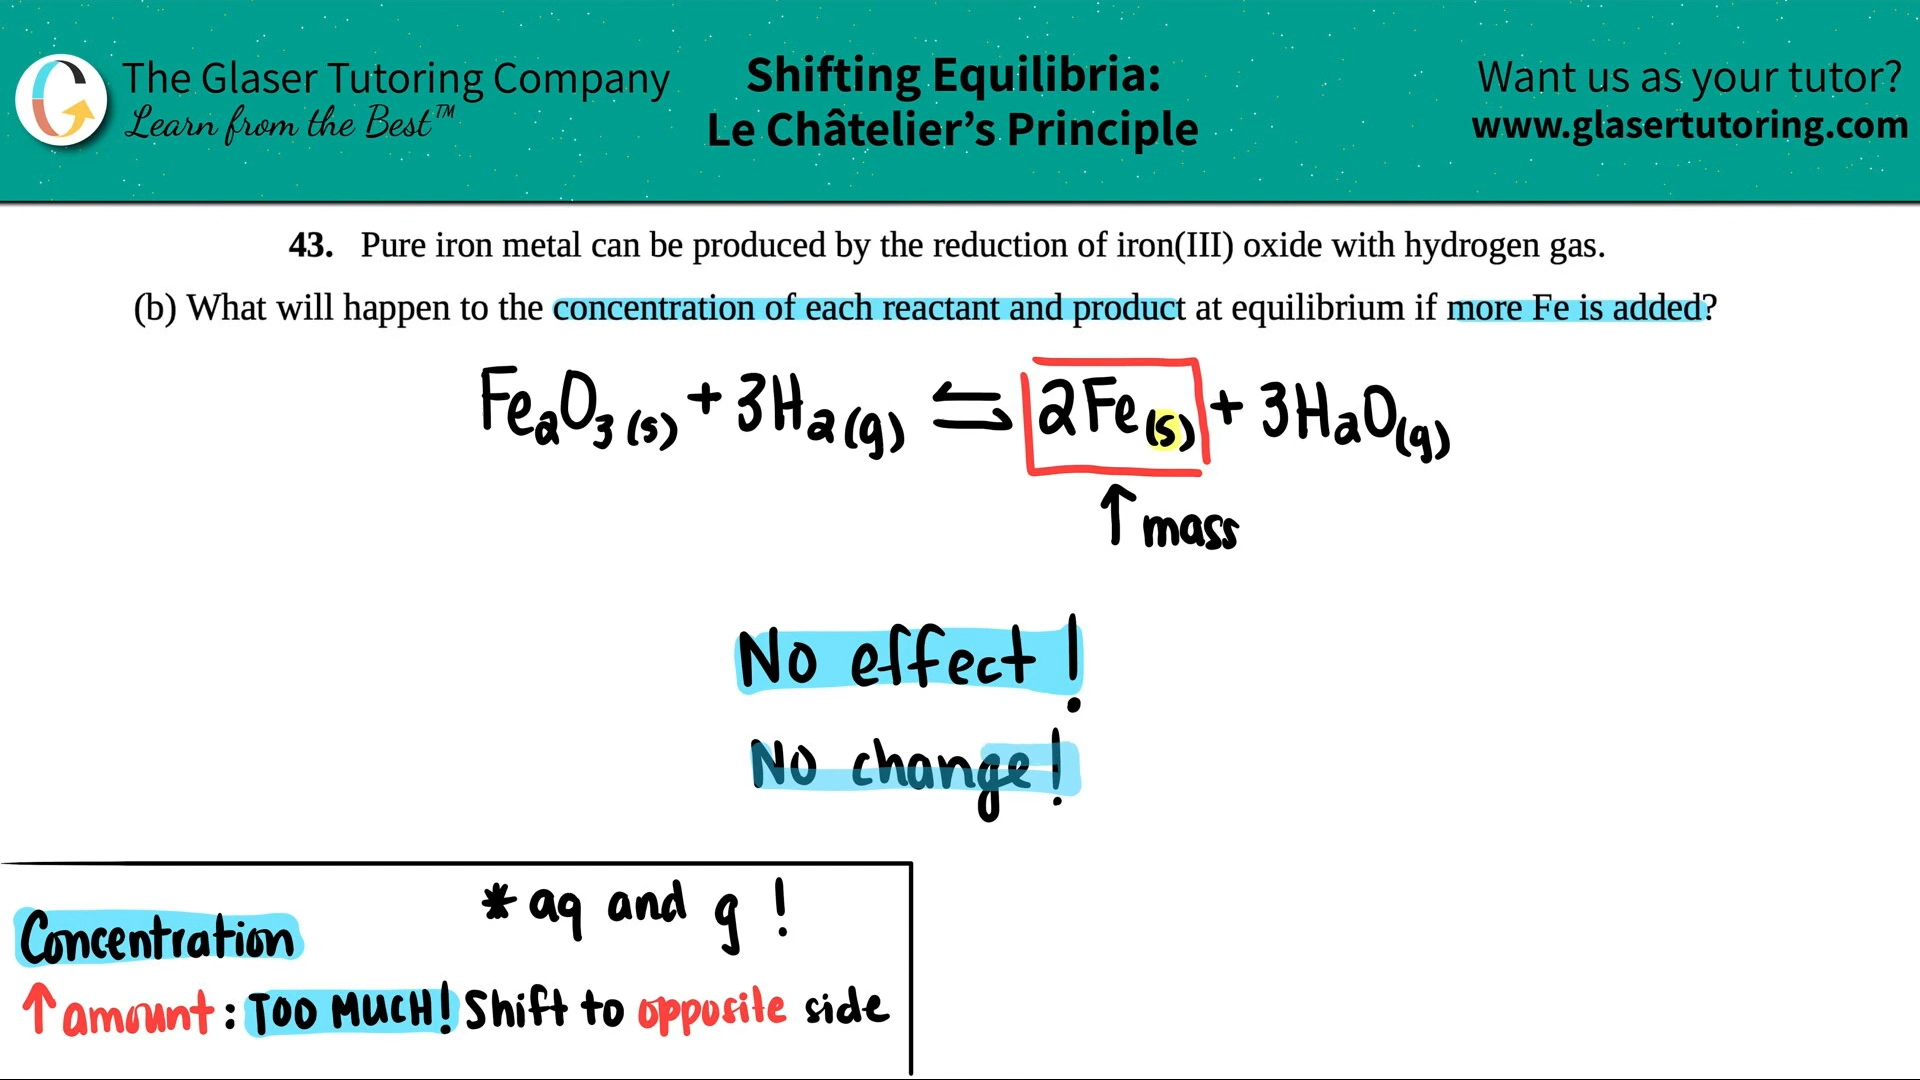 The Glaser Tutoring Company
Learn from the Best™
Shifting Equilibria:
Le Châtelier's Principle
Want us as your tutor?
www.glasertutoring.com
43. Pure iron metal can be produced by the reduction of iron(III) oxide with hydrogen gas.
(b) What will happen to the concentration of each reactant and product at equilibrium if more Fe is added?
Fe₂O₃(s) + 3H₂(g) ⇌ 2Fe(s) + 3H₂O(g)
↑ mass
No effect!
No change!
* aq and g !
Concentration
↑ amount: TOO MUCH! Shift to opposite side